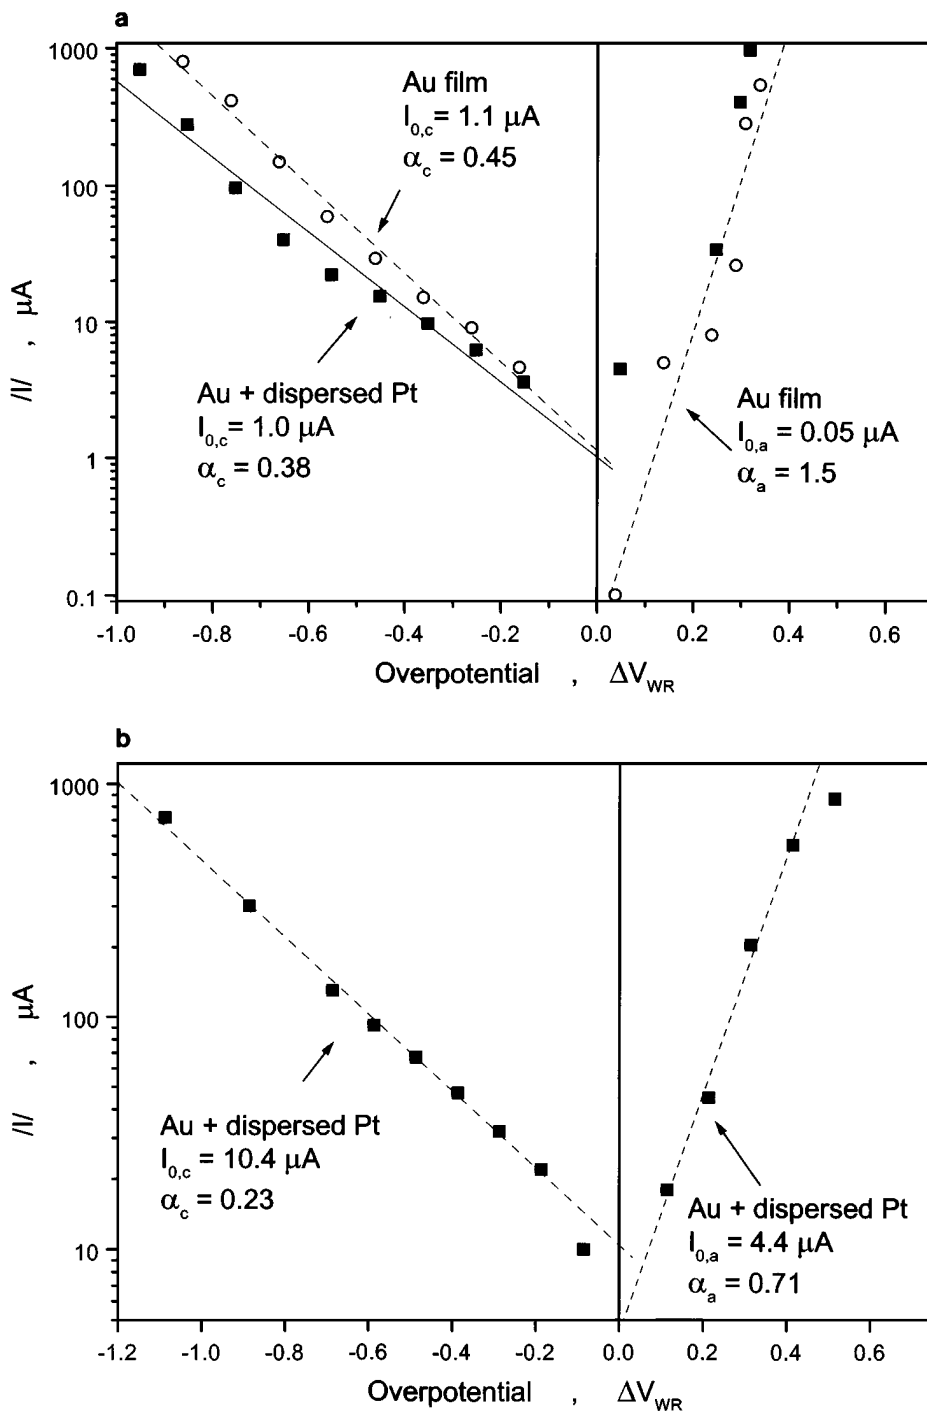 a
1000
100
10
1
0.1
/I/ , μA
Au film
I0,c = 1.1 μA
αc = 0.45
Au + dispersed Pt
I0,c = 1.0 μA
αc = 0.38
Au film
I0,a = 0.05 μA
αa = 1.5
-1.0 -0.8 -0.6 -0.4 -0.2 0.0 0.2 0.4 0.6
Overpotential , ΔVWR
b
1000
100
10
/I/ , μA
Au + dispersed Pt
I0,c = 10.4 μA
αc = 0.23
Au + dispersed Pt
I0,a = 4.4 μA
αa = 0.71
-1.2 -1.0 -0.8 -0.6 -0.4 -0.2 0.0 0.2 0.4 0.6
Overpotential , ΔVWR